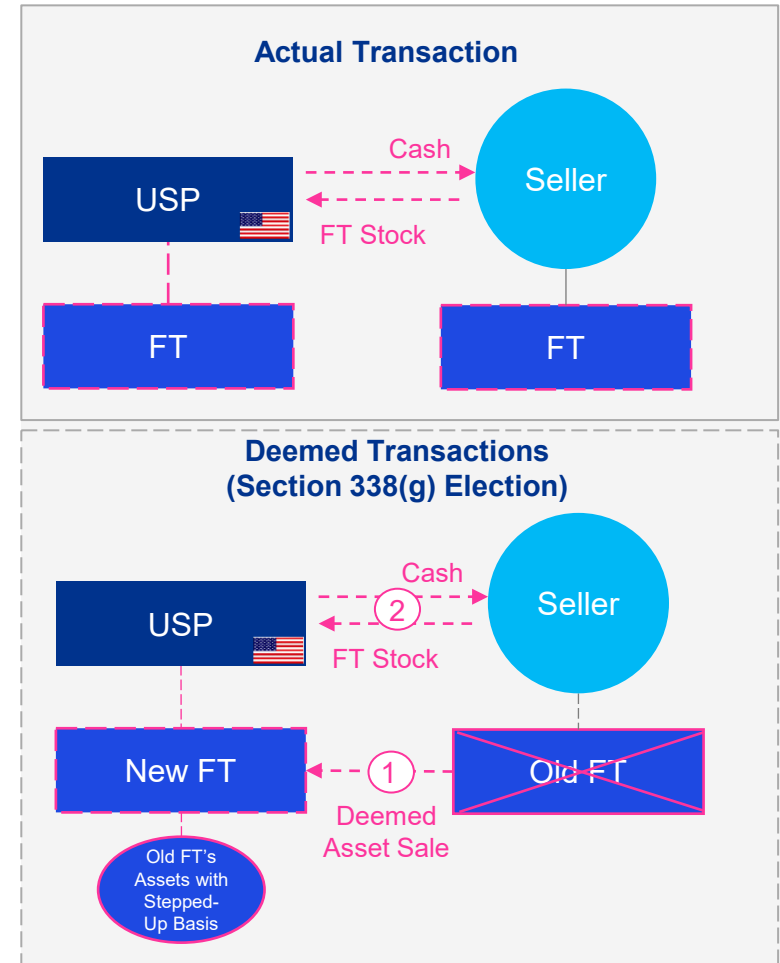 Actual Transaction
USP
Cash
FT Stock
Seller
FT
FT
Deemed Transactions
(Section 338(g) Election)
USP
Cash
2
FT Stock
Seller
New FT
1
Deemed
Asset Sale
Old FT
Old FT's
Assets with
Stepped-
Up Basis